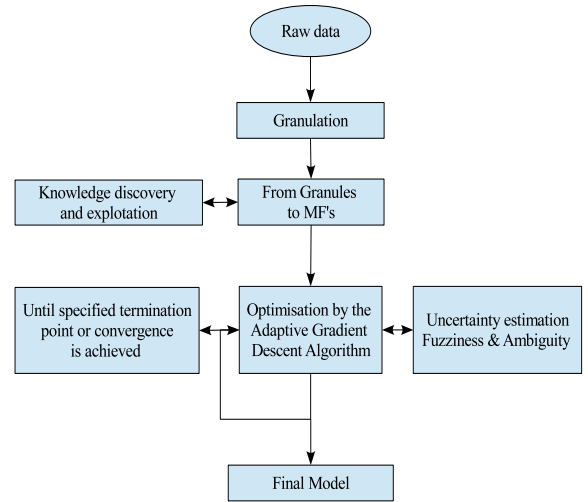 Raw data
Granulation
Knowledge discovery
and explotation
From Granules
to MF's
Until specified termination
point or convergence
is achieved
Optimisation by the
Adaptive Gradient
Descent Algorithm
Uncertainty estimation
Fuzziness & Ambiguity
Final Model